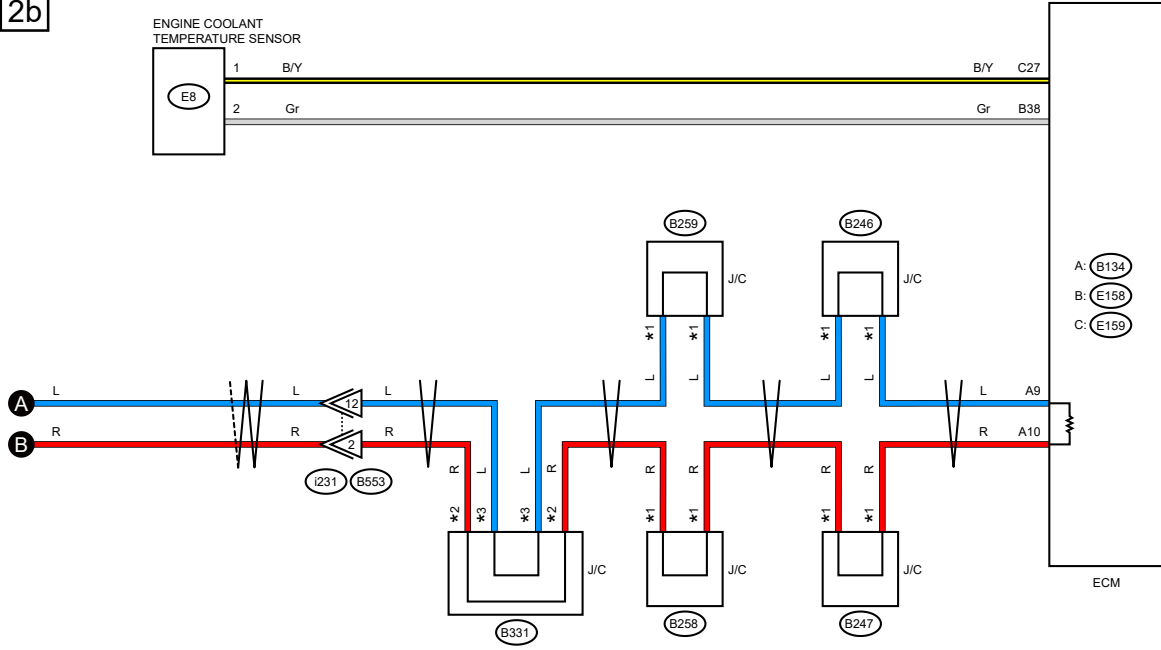 2b
ENGINE COOLANT
TEMPERATURE SENSOR
E8
1 B/Y B/Y C27
2 Gr Gr B38
B259 B246
J/C J/C
A: B134
B: E158
C: E159
*1 *1 *1 *1
L L L L
A L L 12 L L A9
B R R 2 R R A10
i231 B553
R L L R R R R R
*2 *3 *3 *2 *1 *1 *1 *1
J/C J/C J/C
ECM
B331 B258 B247